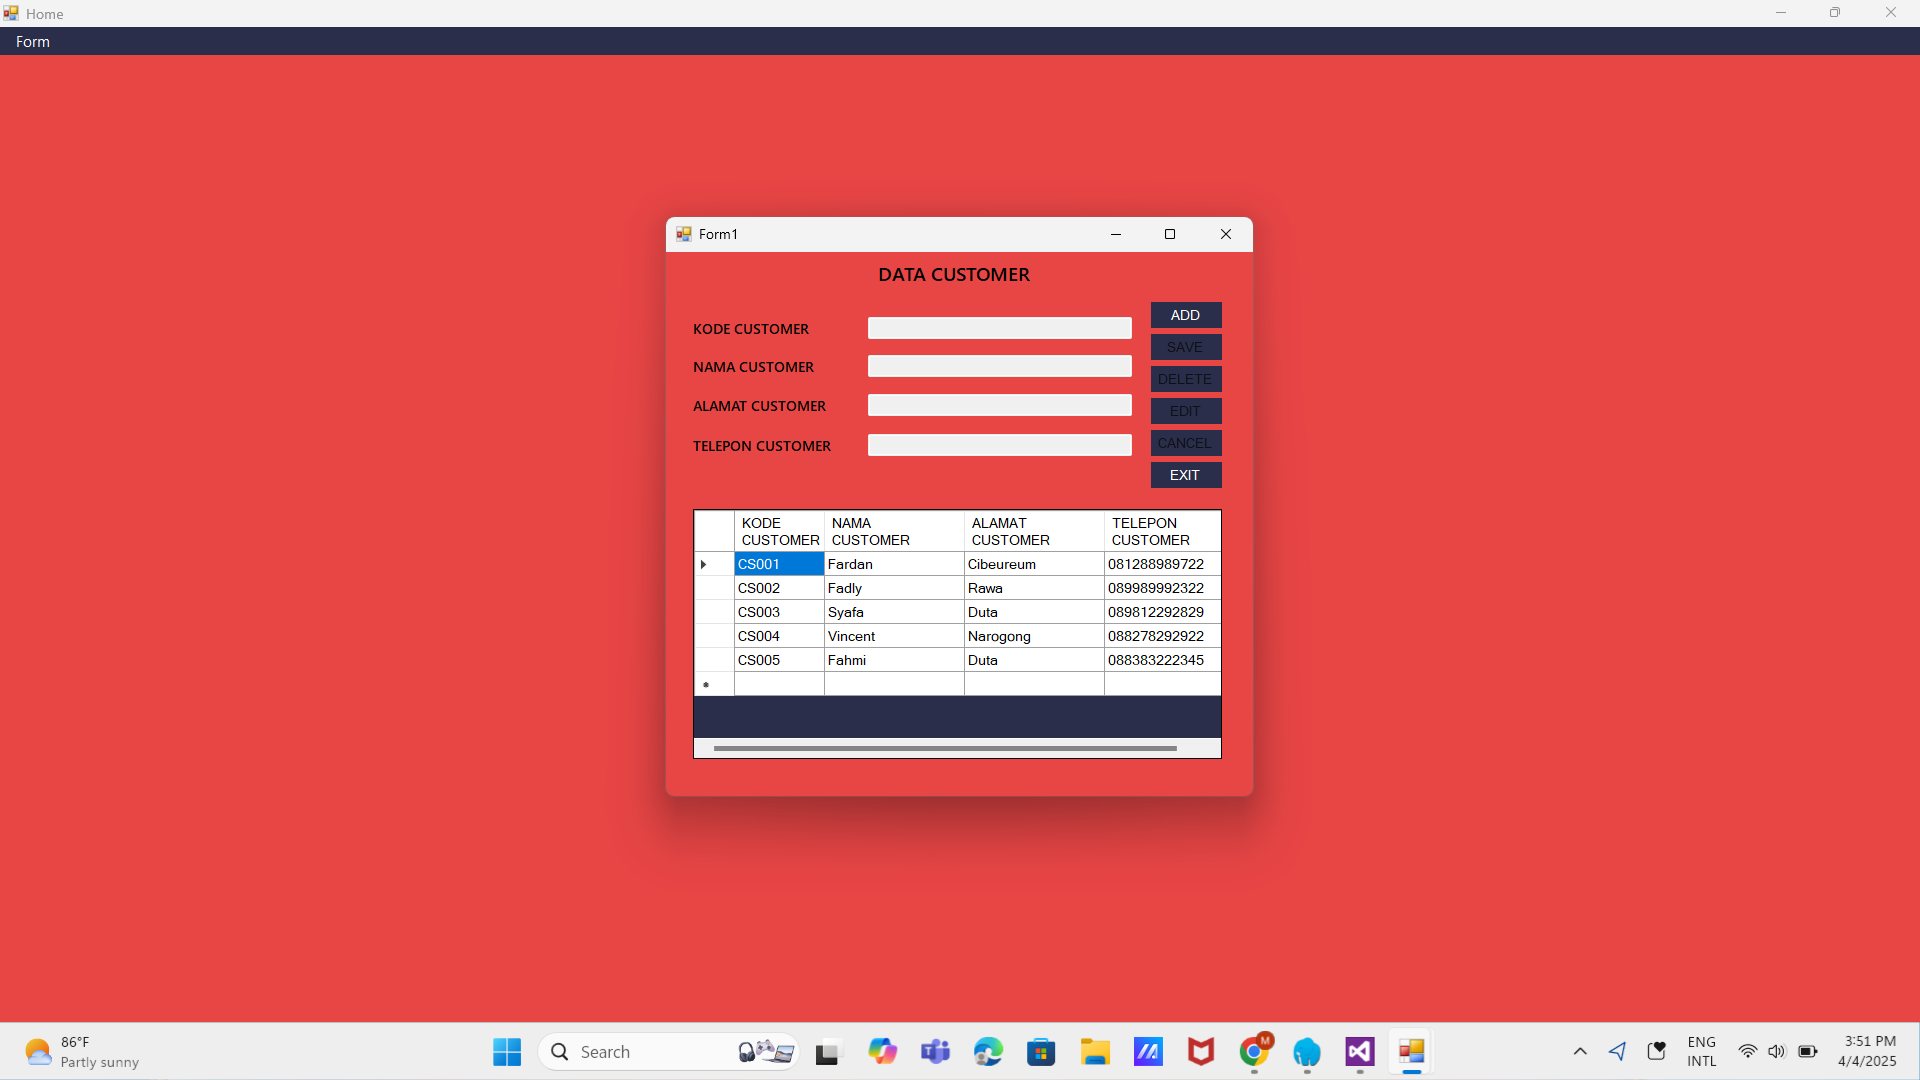 Home
Form
Form1
DATA CUSTOMER
KODE CUSTOMER
NAMA CUSTOMER
ALAMAT CUSTOMER
TELEPON CUSTOMER
ADD
SAVE
DELETE
EDIT
CANCEL
EXIT
KODE CUSTOMER NAMA CUSTOMER ALAMAT CUSTOMER TELEPON CUSTOMER
CS001 Fardan Cibeureum 081288989722
CS002 Fadly Rawa 089989992322
CS003 Syafa Duta 089812292829
CS004 Vincent Narogong 088278292922
CS005 Fahmi Duta 088383222345
86°F
Partly sunny
Search
M
ENG
INTL
3:51 PM
4/4/2025